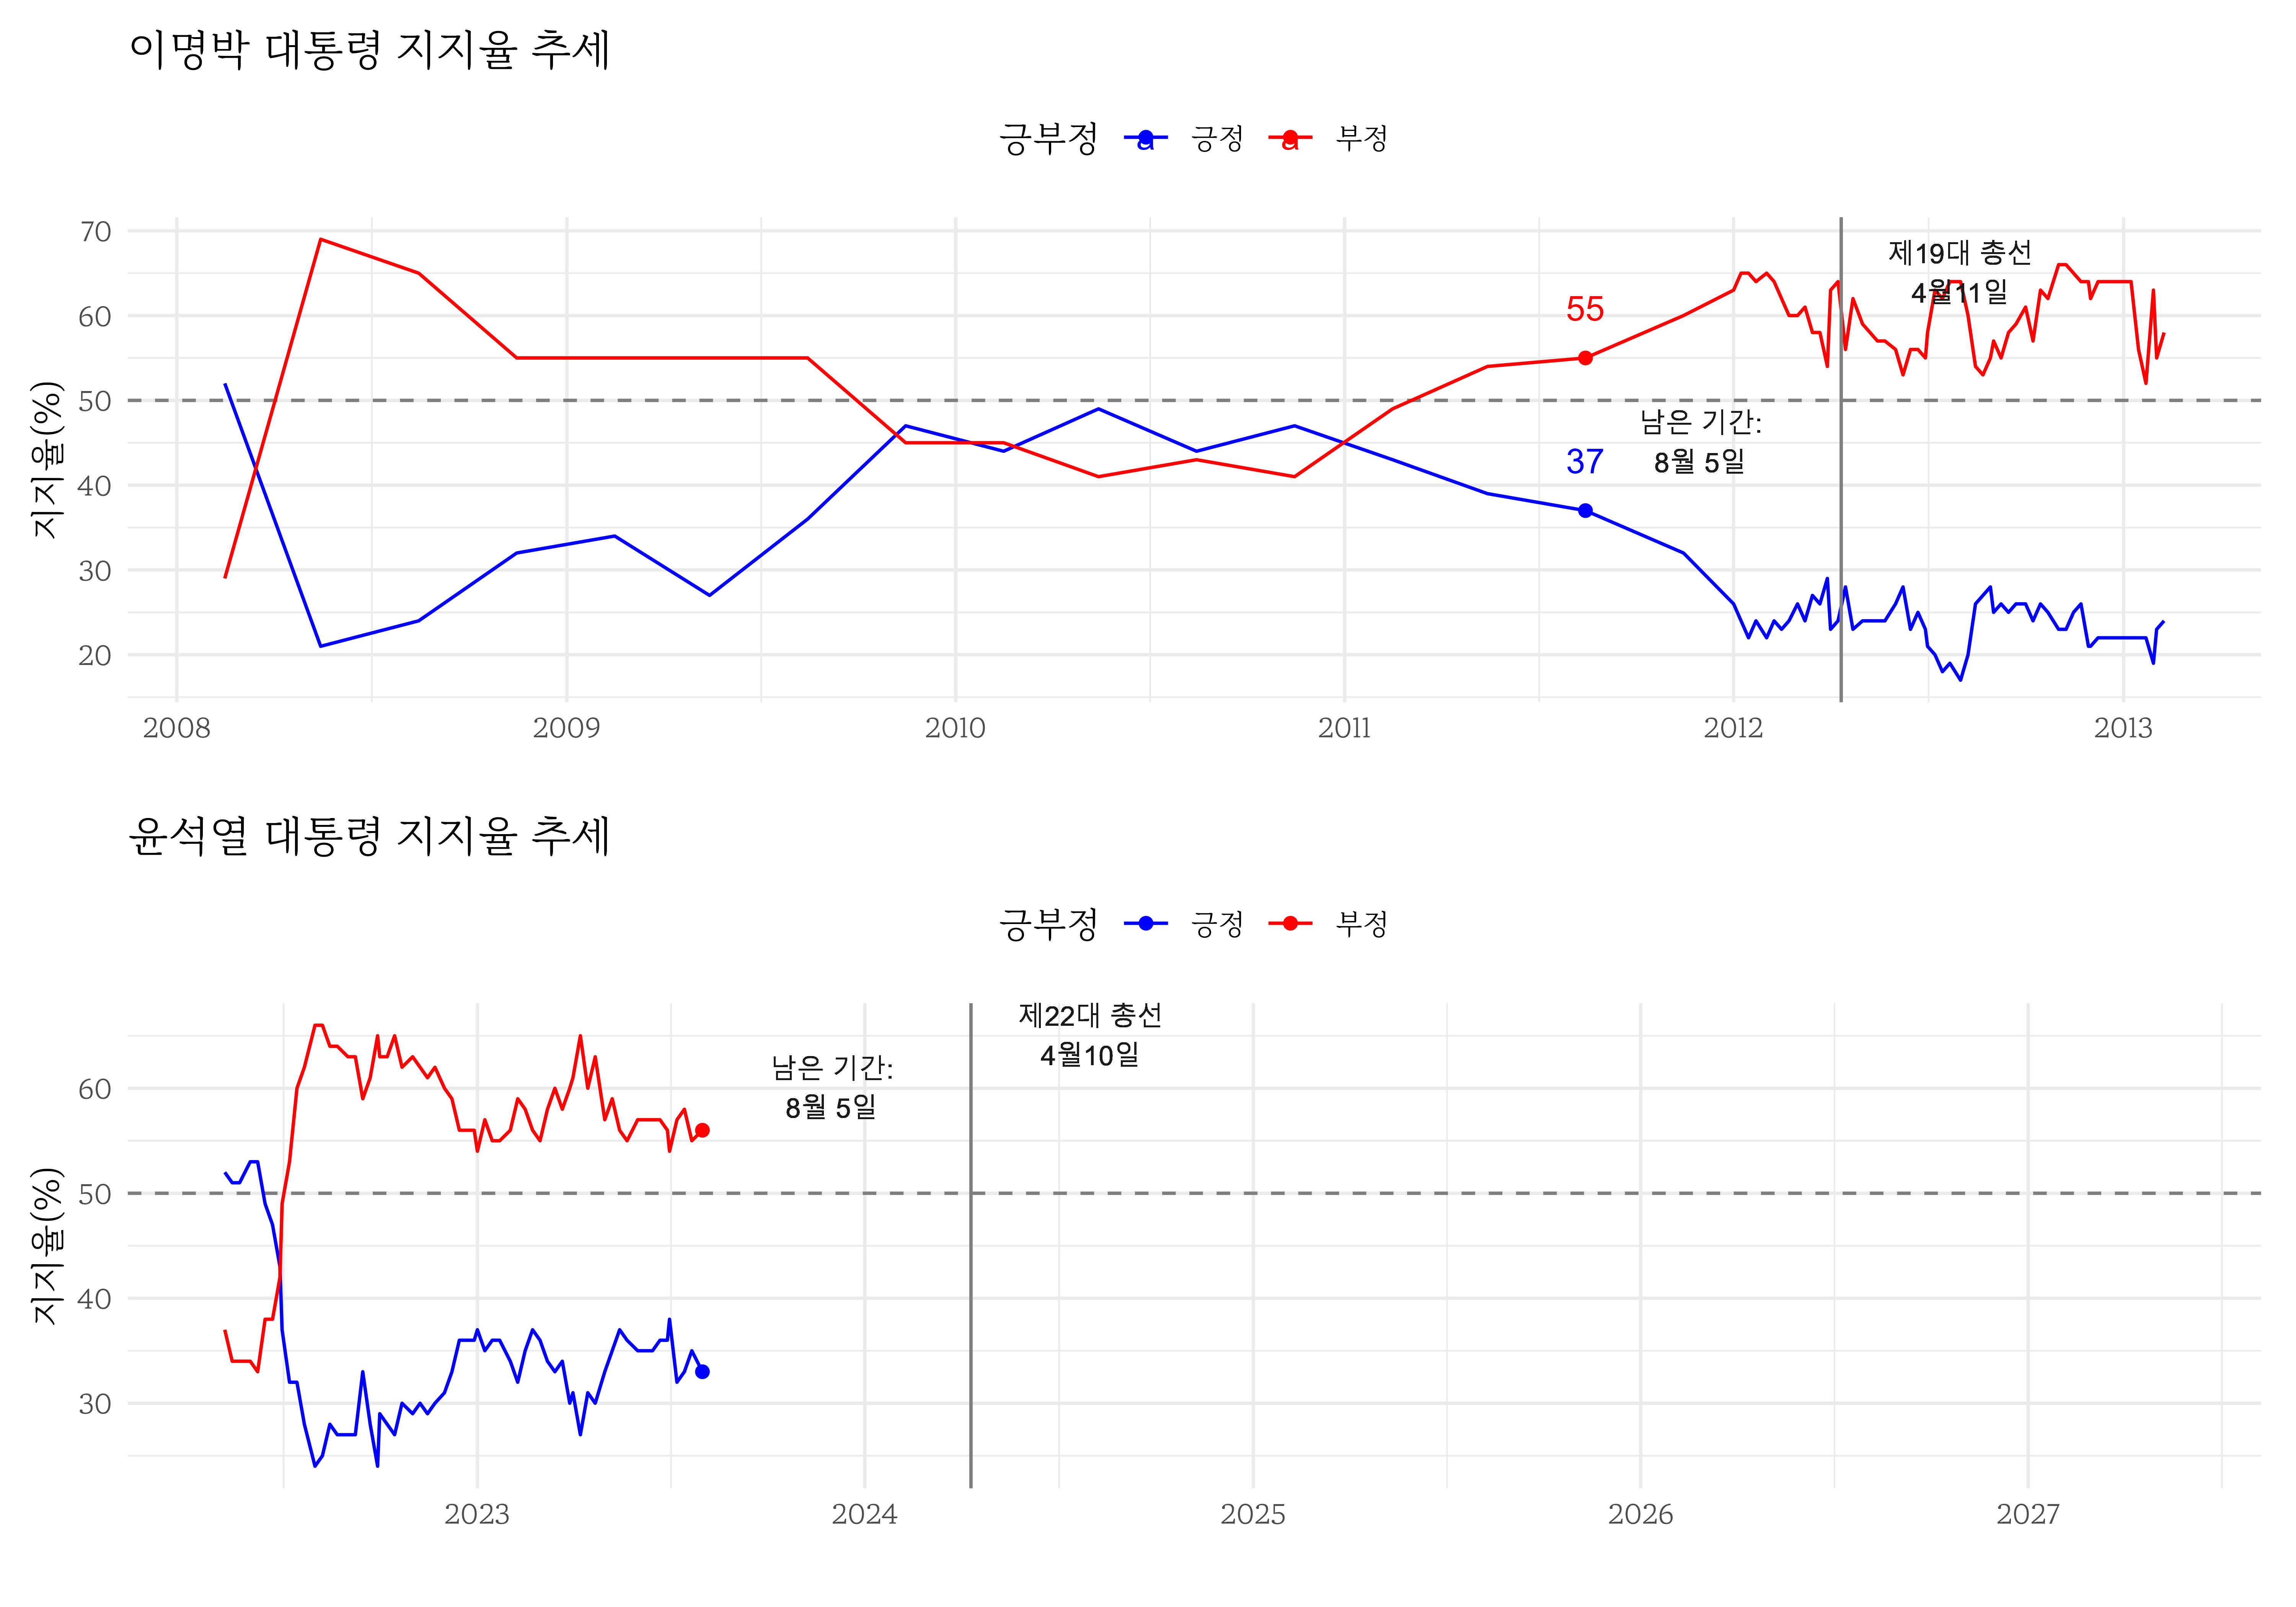 이명박 대통령 지지율 추세
긍부정 a 긍정 a 부정
지지율(%)
70
60
50
40
30
20
제19대 총선
4월11일
55
남은 기간:
8월 5일
37
2008 2009 2010 2011 2012 2013
윤석열 대통령 지지율 추세
긍부정 긍정 부정
지지율(%)
60
50
40
30
제22대 총선
4월10일
남은 기간:
8월 5일
2023 2024 2025 2026 2027